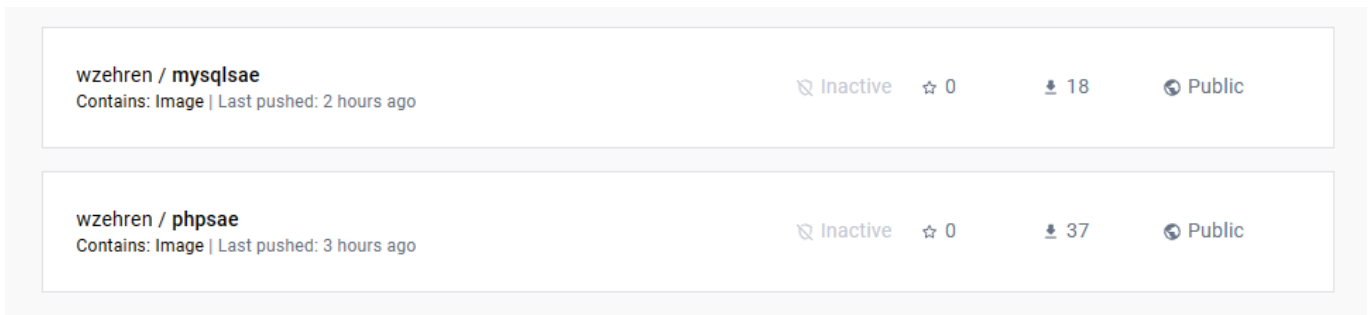 wzehren / mysqlsae
Contains: Image | Last pushed: 2 hours ago
Inactive 0 18 Public
wzehren / phpsae
Contains: Image | Last pushed: 3 hours ago
Inactive 0 37 Public